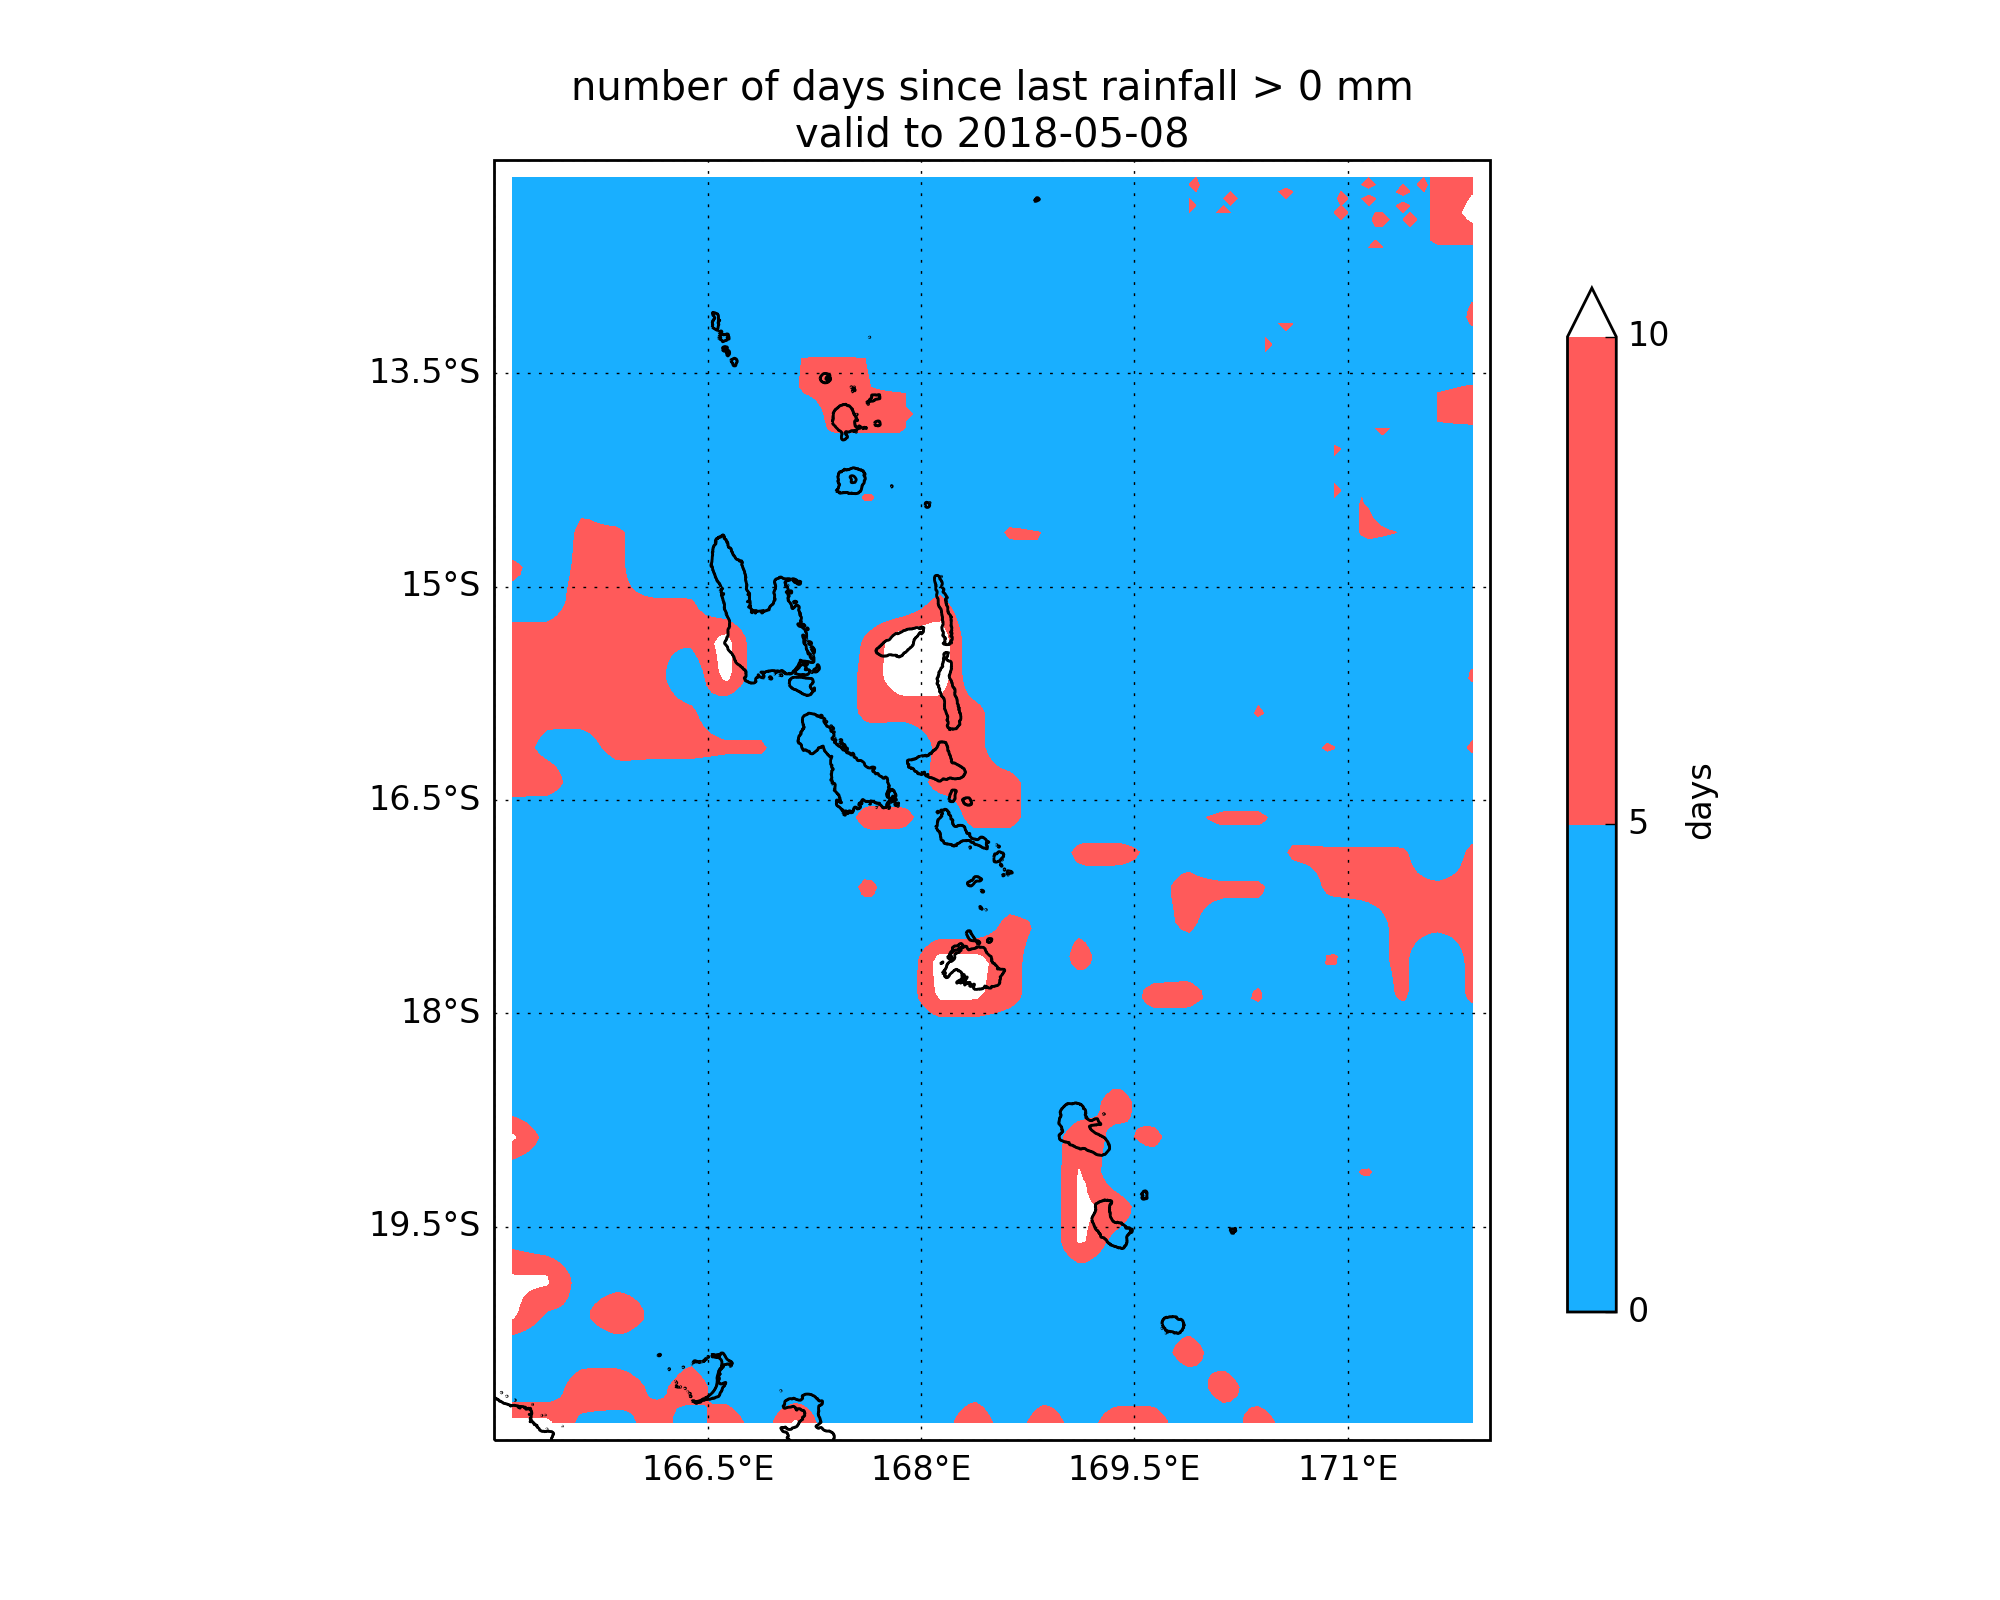 number of days since last rainfall > 0 mm
valid to 2018-05-08
13.5°S
15°S
16.5°S
18°S
19.5°S
166.5°E
168°E
169.5°E
171°E
10
5
0
days